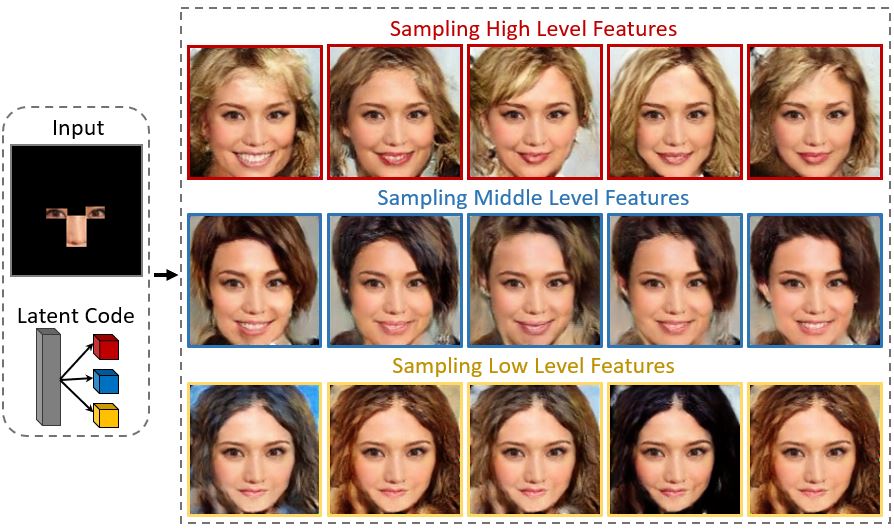 Sampling High Level Features
Input
Sampling Middle Level Features
Latent Code
Sampling Low Level Features